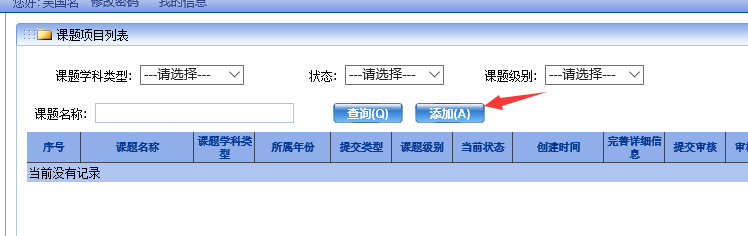 您好: 吴国名 修改密码 我的信息
课题项目列表
课题学科类型: ---请选择--- 状态: ---请选择--- 课题级别: ---请选择---
课题名称: 查询(Q) 添加(A)
序号 课题名称 课题学科类型 所属年份 提交类型 课题级别 当前状态 创建时间 完善详细信息 提交审核
当前没有记录